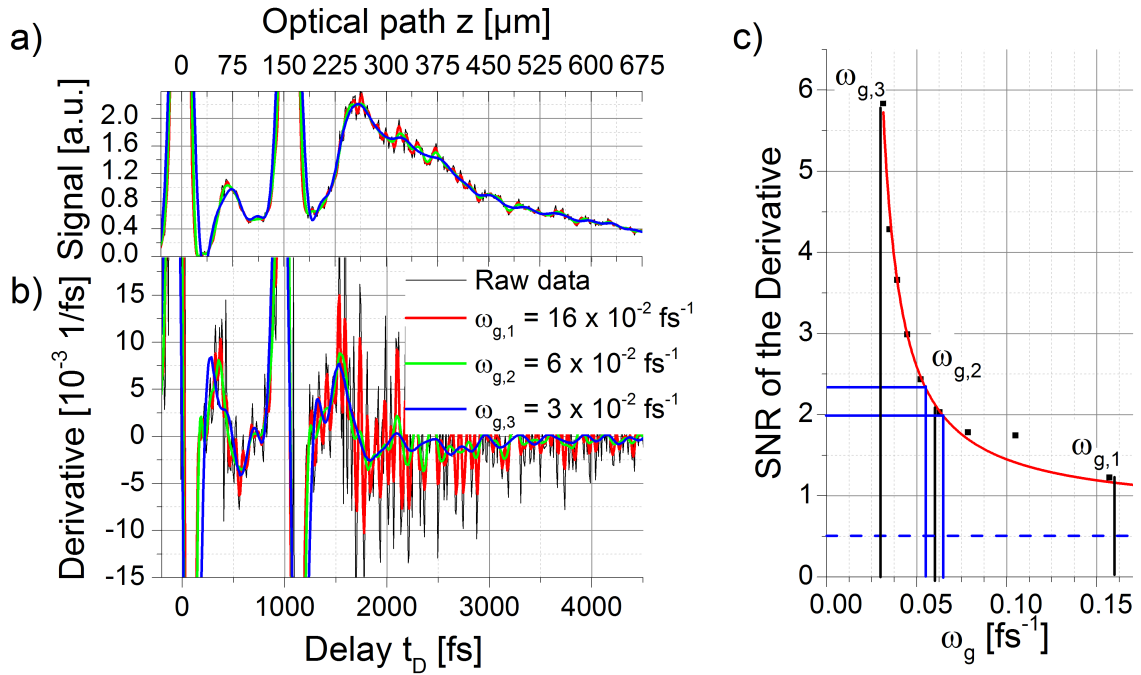 a)
Optical path z [µm]
0 75 150 225 300 375 450 525 600 675
Signal [a.u.]
2.0
1.6
1.2
0.8
0.4
0.0
b)
Derivative [10⁻³ 1/fs]
15
10
5
0
-5
-10
-15
Raw data
ω_g,1 = 16 x 10⁻² fs⁻¹
ω_g,2 = 6 x 10⁻² fs⁻¹
ω_g,3 = 3 x 10⁻² fs⁻¹
0 1000 2000 3000 4000
Delay t_D [fs]
c)
SNR of the Derivative
6
5
4
3
2
1
0
ω_g,3
ω_g,2
ω_g,1
0.00 0.05 0.10 0.15
ω_g [fs⁻¹]